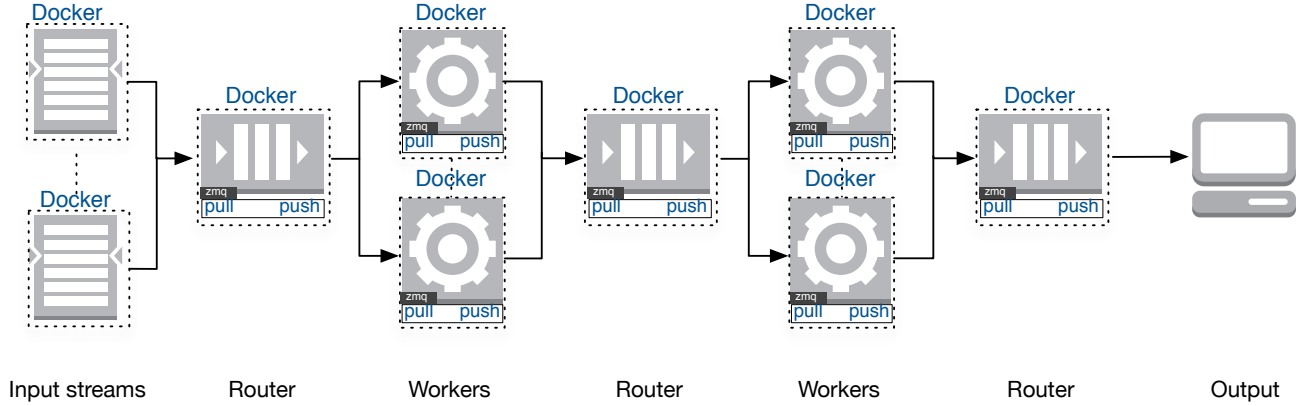 Docker
Docker
Docker
zmq
pull push
Docker
zmq
pull push
Docker
zmq
pull push
Docker
zmq
pull push
Docker
zmq
pull push
Docker
zmq
pull push
Docker
zmq
pull push
Input streams Router Workers Router Workers Router Output